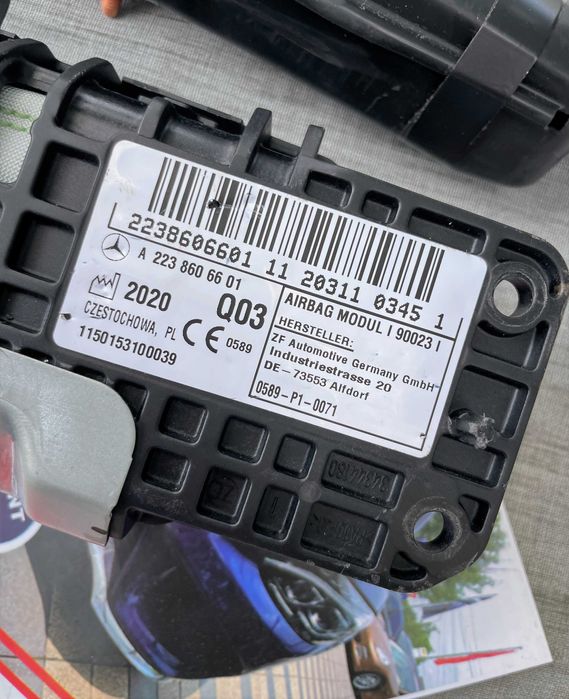 2238606601 11 20311 0345 1
A 223 860 66 01
2020
Q03
CZESTOCHOWA, PL
CE 0589
1150153100039
AIRBAG MODUL I 90023 I
HERSTELLER:
ZF Automotive Germany GmbH
Industriestrasse 20
DE-73553 Alfdorf
0589-P1-0071